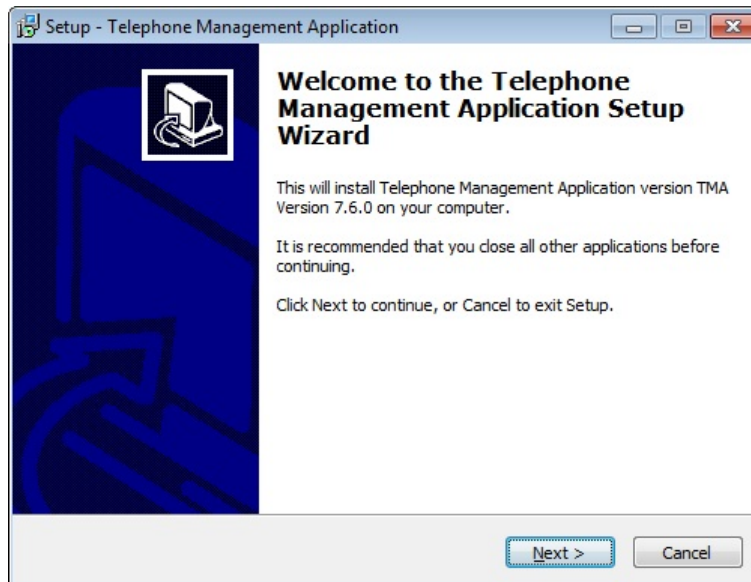 Setup - Telephone Management Application
Welcome to the Telephone
Management Application Setup
Wizard
This will install Telephone Management Application version TMA
Version 7.6.0 on your computer.
It is recommended that you close all other applications before
continuing.
Click Next to continue, or Cancel to exit Setup.
Next >
Cancel